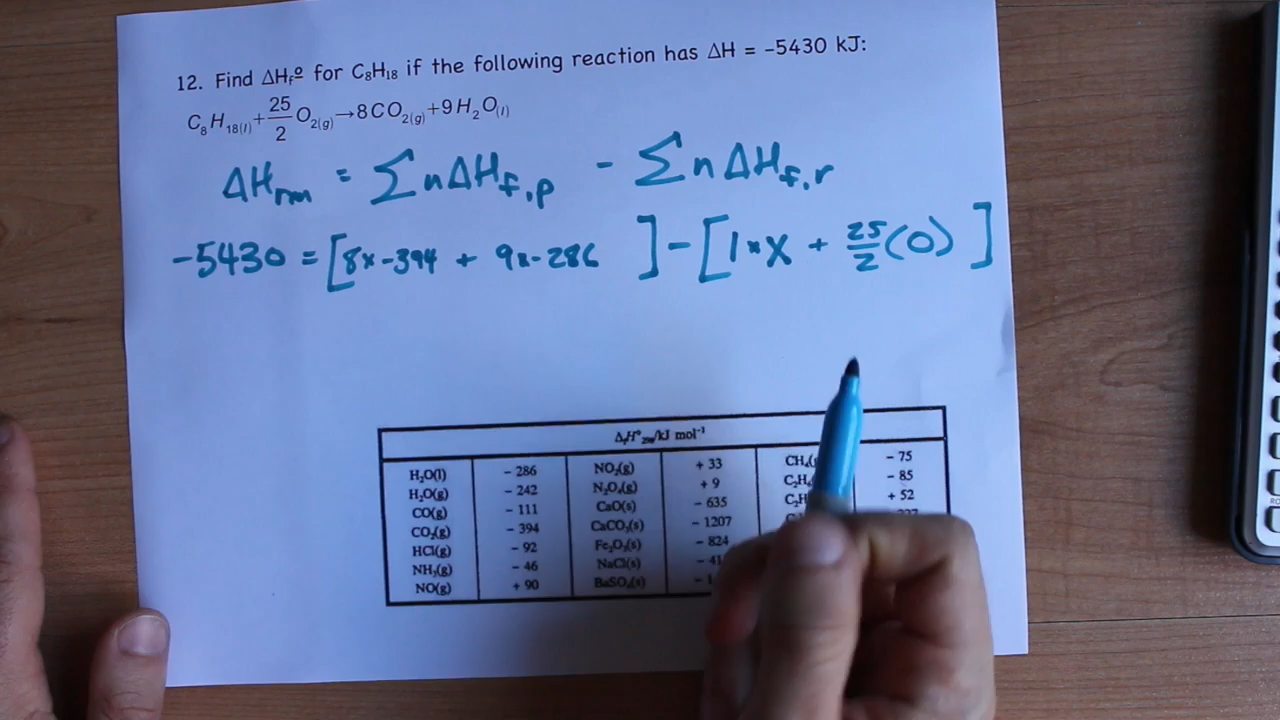 12. Find ΔHf° for C₈H₁₈ if the following reaction has ΔH = -5430 kJ:
C₈H₁₈(l)+25/2 O₂(g)→8CO₂(g)+9H₂O(l)
ΔHrxn = ΣnΔHf,p - ΣnΔHf,r
-5430 = [8x-394 + 9x-286 ] - [1×X + 25/2(0) ]
ΔfH°298/kJ mol⁻¹
H₂O(l) - 286 NO₂(g) + 33 - 75
H₂O(g) - 242 N₂O₄(g) + 9 - 85
CO(g) - 111 CaO(s) - 635 + 52
CO₂(g) - 394 CaCO₃(s) - 1207
HCl(g) - 92 Fe₂O₃(s) - 824
NH₃(g) - 46 NaCl(s)
NO(g) + 90 BaSO₄(s)